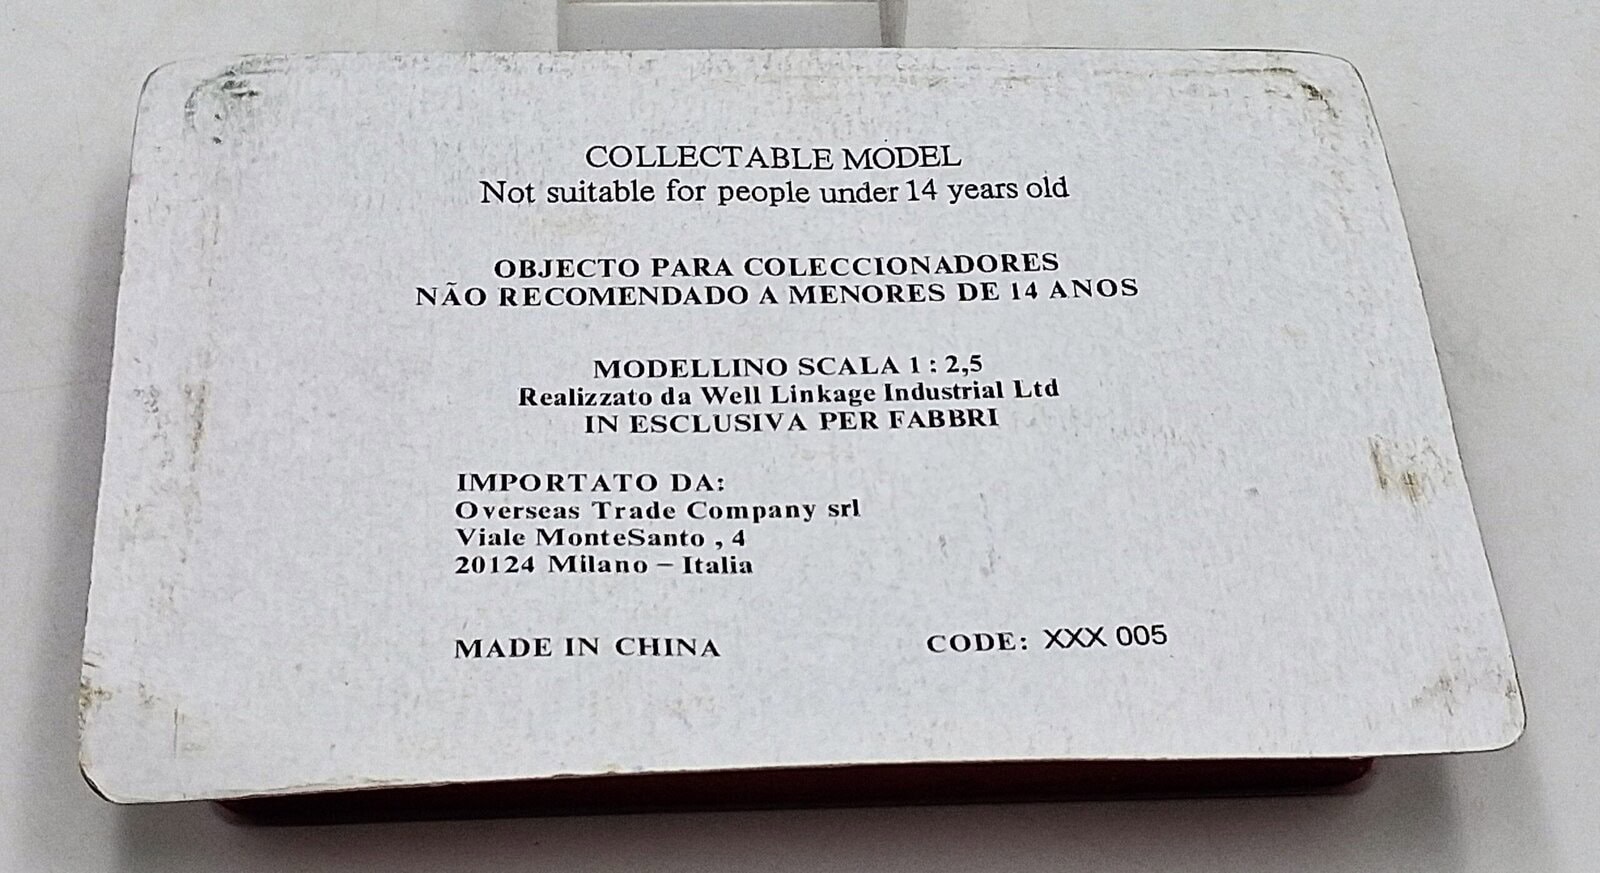 COLLECTABLE MODEL
Not suitable for people under 14 years old
OBJECTO PARA COLECCIONADORES
NÃO RECOMENDADO A MENORES DE 14 ANOS
MODELLINO SCALA 1 : 2,5
Realizzato da Well Linkage Industrial Ltd
IN ESCLUSIVA PER FABBRI
IMPORTATO DA:
Overseas Trade Company srl
Viale MonteSanto , 4
20124 Milano – Italia
MADE IN CHINA CODE: XXX 005